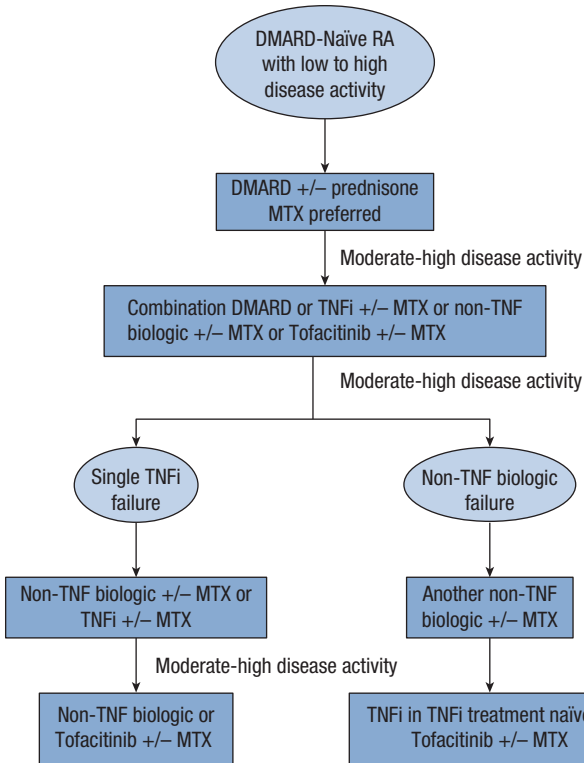 DMARD-Naïve RA
with low to high
disease activity
DMARD +/– prednisone
MTX preferred
Moderate-high disease activity
Combination DMARD or TNFi +/– MTX or non-TNF
biologic +/– MTX or Tofacitinib +/– MTX
Moderate-high disease activity
Single TNFi
failure
Non-TNF biologic
failure
Non-TNF biologic +/– MTX or
TNFi +/– MTX
Another non-TNF
biologic +/– MTX
Moderate-high disease activity
Non-TNF biologic or
Tofacitinib +/– MTX
TNFi in TNFi treatment naïve
Tofacitinib +/– MTX